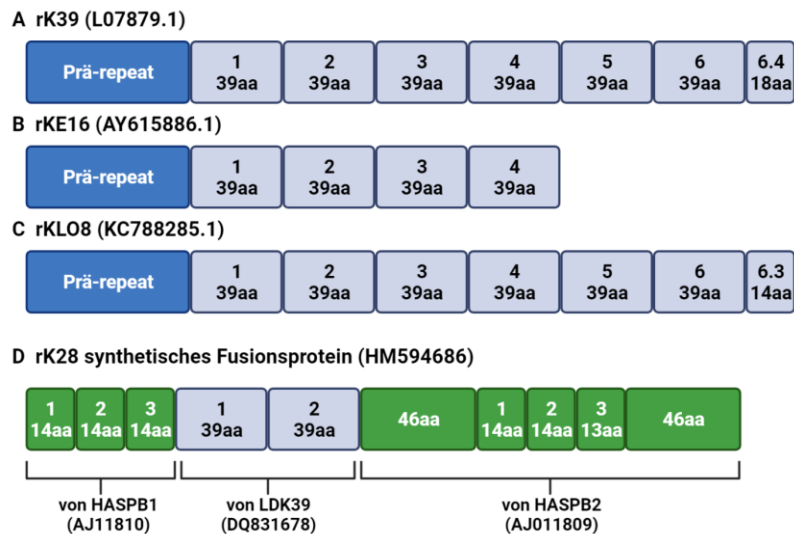 A rK39 (L07879.1)
Prä-repeat
1
39aa
2
39aa
3
39aa
4
39aa
5
39aa
6
39aa
6.4
18aa
B rKE16 (AY615886.1)
Prä-repeat
1
39aa
2
39aa
3
39aa
4
39aa
C rKLO8 (KC788285.1)
Prä-repeat
1
39aa
2
39aa
3
39aa
4
39aa
5
39aa
6
39aa
6.3
14aa
D rK28 synthetisches Fusionsprotein (HM594686)
1
14aa
2
14aa
3
14aa
1
39aa
2
39aa
46aa
1
14aa
2
14aa
3
13aa
46aa
von HASPB1
(AJ11810)
von LDK39
(DQ831678)
von HASPB2
(AJ011809)